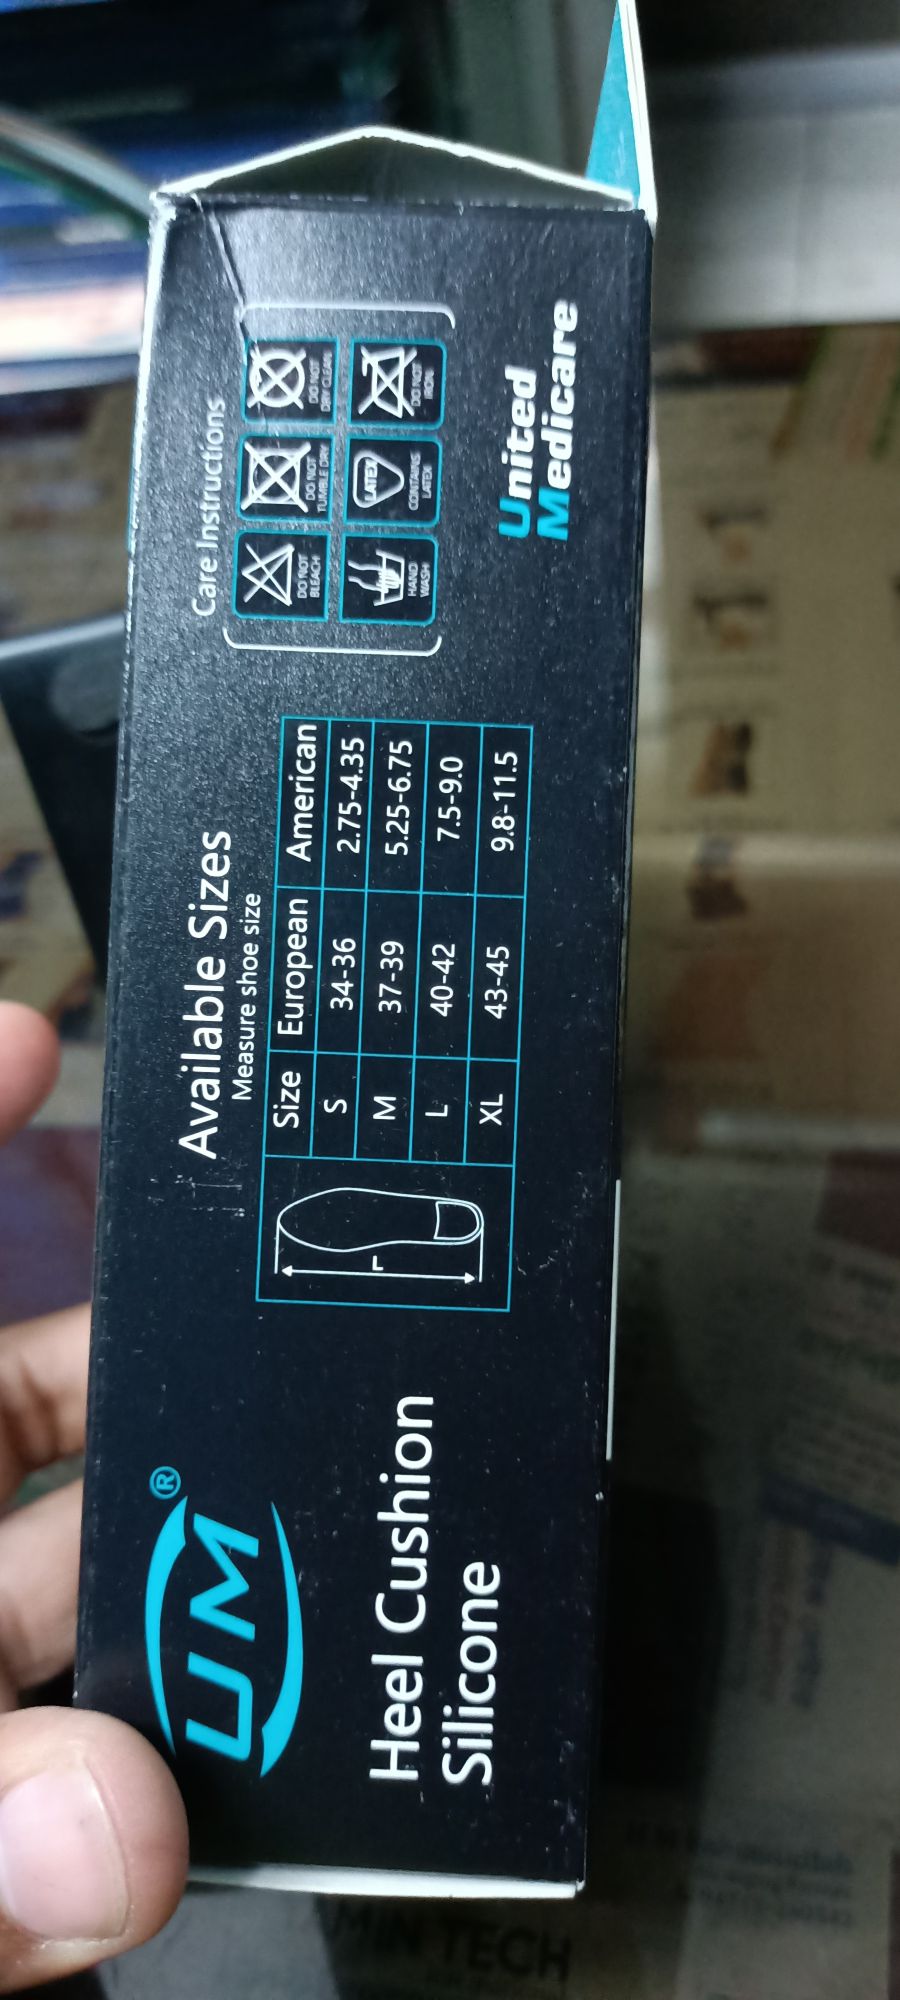 UM®
Heel Cushion
Silicone
Available Sizes
Measure shoe size
L
Size European American
S 34-36 2.75-4.35
M 37-39 5.25-6.75
L 40-42 7.5-9.0
XL 43-45 9.8-11.5
Care Instructions
DO NOT
BLEACH
DO NOT
TUMBLE DRY
DO NOT
DRY CLEAN
HAND
WASH
LATEX
CONTAINS
LATEX
DO NOT
IRON
United
Medicare
MIN TECH